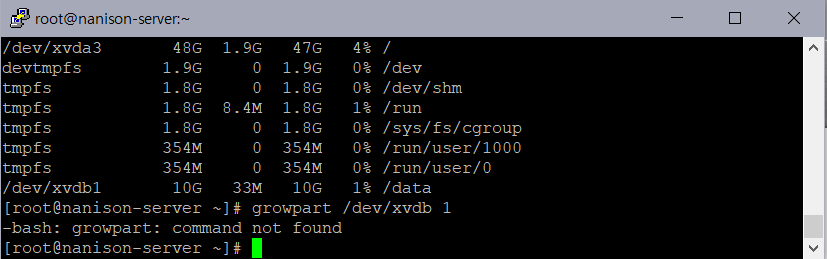 root@nanison-server:~
/dev/xvda3 48G 1.9G 47G 4% /
devtmpfs 1.9G 0 1.9G 0% /dev
tmpfs 1.8G 0 1.8G 0% /dev/shm
tmpfs 1.8G 8.4M 1.8G 1% /run
tmpfs 1.8G 0 1.8G 0% /sys/fs/cgroup
tmpfs 354M 0 354M 0% /run/user/1000
tmpfs 354M 0 354M 0% /run/user/0
/dev/xvdb1 10G 33M 10G 1% /data
[root@nanison-server ~]# growpart /dev/xvdb 1
-bash: growpart: command not found
[root@nanison-server ~]#